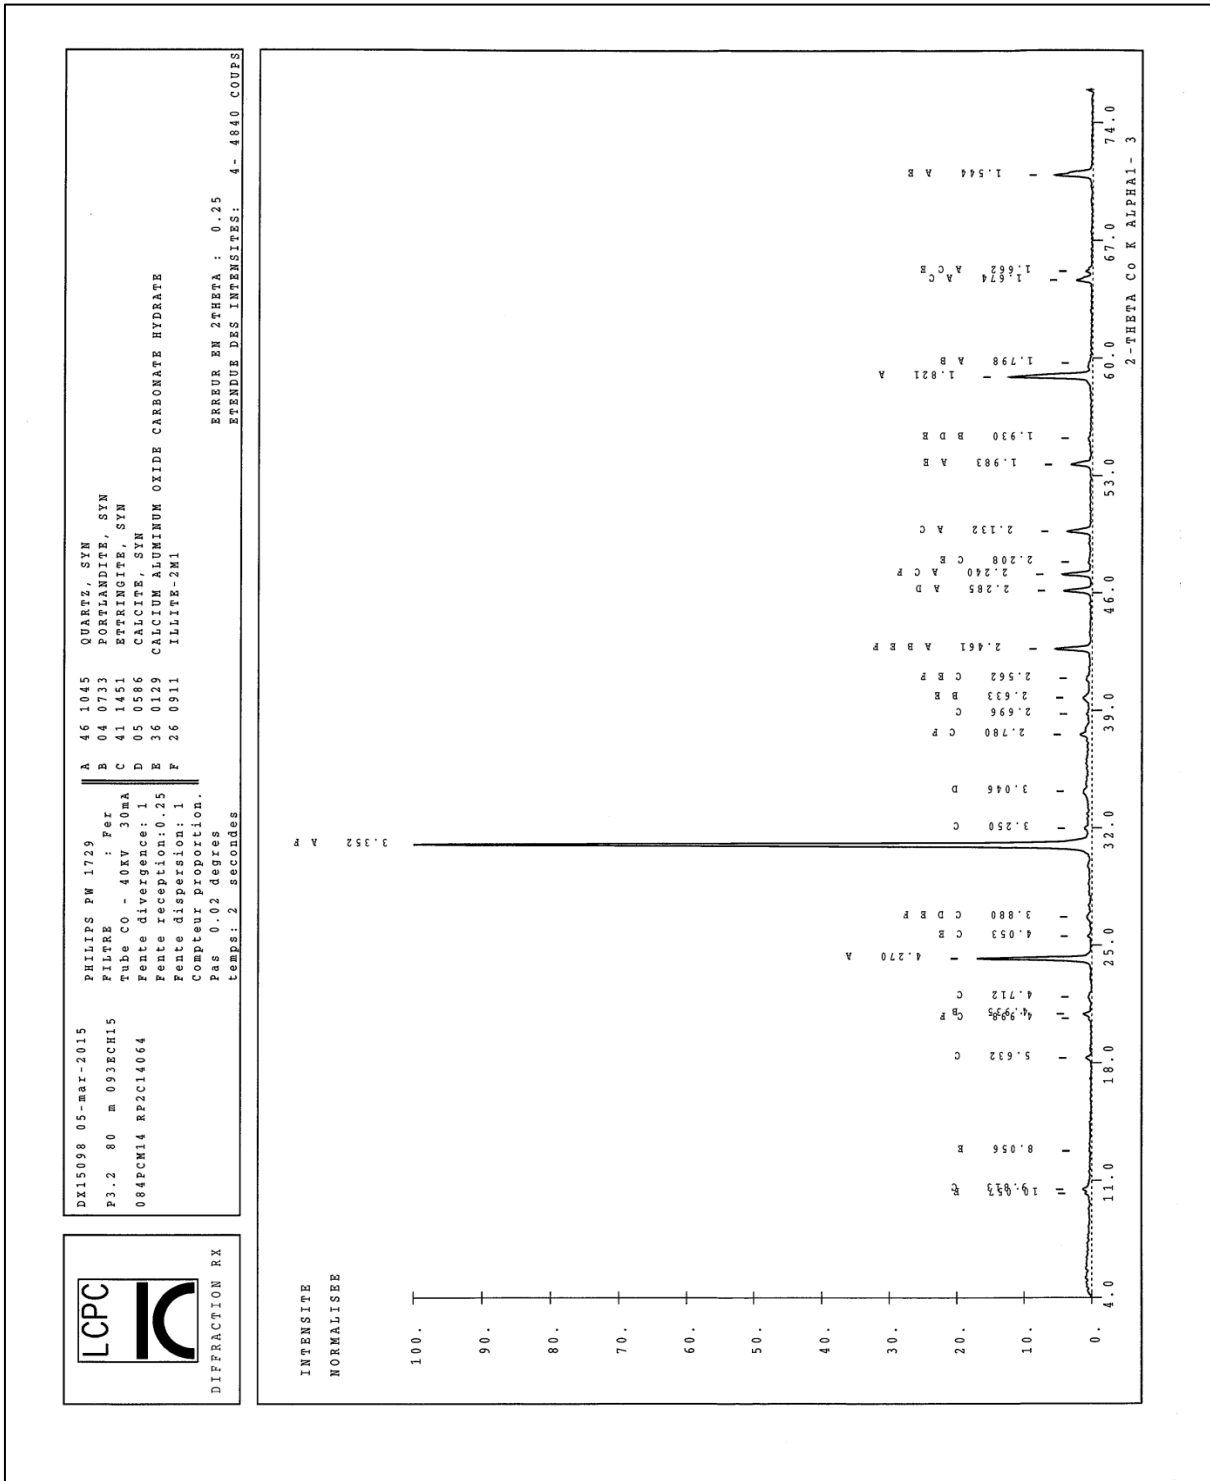 LCPC
DIFFRACTION RX
DX15098 05-mar-2015
P3.2 80 m 093ECH15
084PCM14 RP2C14064
PHILIPS PW 1729
FILTRE : Fer
Tube CO - 40KV 30mA
Fente divergence: 1
Fente reception:0.25
Fente dispersion: 1
Compteur proportion.
Pas 0.02 degres
temps: 2 secondes
A 46 1045 QUARTZ, SYN
B 04 0733 PORTLANDITE, SYN
C 41 1451 ETTRINGITE, SYN
D 05 0586 CALCITE, SYN
E 36 0129 CALCIUM ALUMINUM OXIDE CARBONATE HYDRATE
F 26 0911 ILLITE-2M1
ERREUR EN 2THETA : 0.25
ETENDUE DES INTENSITES: 4- 4840 COUPS
INTENSITE
NORMALISEE
100.
90.
80.
70.
60.
50.
40.
30.
20.
10.
0.
10.057 E
C
8.056 E
5.632 C
4.998 C F
B
4.712 C
4.270 A
4.053 C E
3.880 C D E F
3.352 A F
3.250 C
3.046 D
2.780 C F
2.696 C
2.633 B E
2.562 C E F
2.461 A B E F
2.285 A D
2.240 A C F
2.208 C E
2.132 A C
1.983 A E
1.930 B D E
1.821 A
1.798 A B
1.674 A C
1.662 A C E
1.544 A E
4.0 11.0 18.0 25.0 32.0 39.0 46.0 53.0 60.0 67.0 74.0
2-THETA Co K ALPHA1- 3